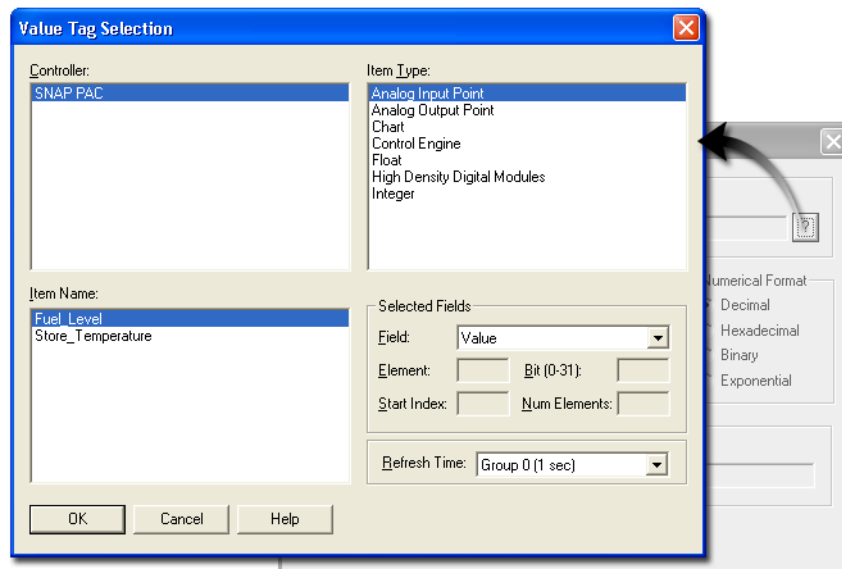 Value Tag Selection
Controller:
SNAP PAC
Item Type:
Analog Input Point
Analog Output Point
Chart
Control Engine
Float
High Density Digital Modules
Integer
?
Item Name:
Fuel_Level
Store_Temperature
Selected Fields
Field: Value
Element: Bit (0-31):
Start Index: Num Elements:
Refresh Time: Group 0 (1 sec)
OK Cancel Help
Numerical Format
Decimal
Hexadecimal
Binary
Exponential